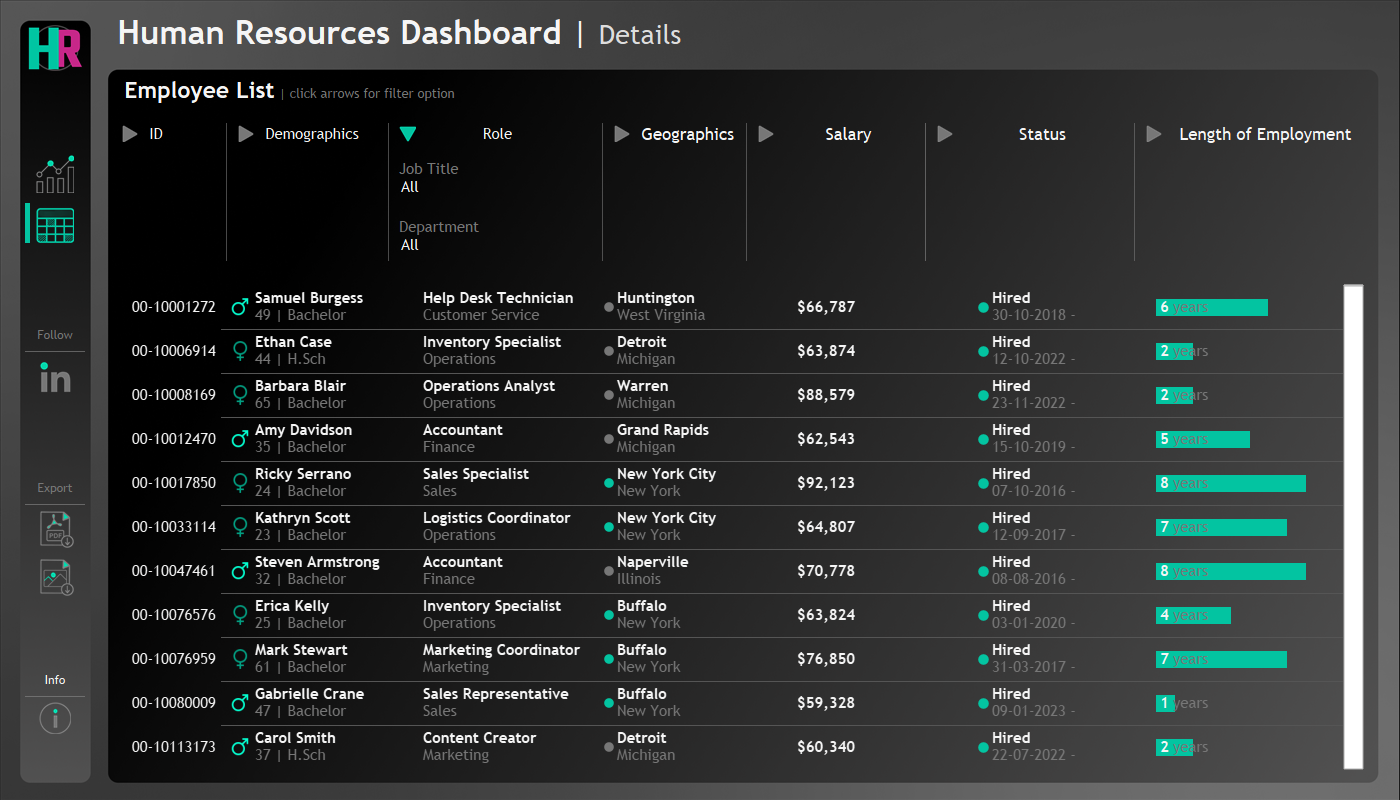 HR
Human Resources Dashboard | Details
Employee List | click arrows for filter option
ID Demographics Role Geographics Salary Status Length of Employment
Job Title
All
Department
All
Follow
in
Export
PDF
Info
i
Samuel Burgess Help Desk Technician Huntington Hired
00-10001272 $66,787 6 years
49 | Bachelor Customer Service West Virginia 30-10-2018 -
Ethan Case Inventory Specialist Detroit Hired
00-10006914 $63,874 2 years
44 | H.Sch Operations Michigan 12-10-2022 -
Barbara Blair Operations Analyst Warren Hired
00-10008169 $88,579 2 years
65 | Bachelor Operations Michigan 23-11-2022 -
Amy Davidson Accountant Grand Rapids Hired
00-10012470 $62,543 5 years
35 | Bachelor Finance Michigan 15-10-2019 -
Ricky Serrano Sales Specialist New York City Hired
00-10017850 $92,123 8 years
24 | Bachelor Sales New York 07-10-2016 -
Kathryn Scott Logistics Coordinator New York City Hired
00-10033114 $64,807 7 years
23 | Bachelor Operations New York 12-09-2017 -
Steven Armstrong Accountant Naperville Hired
00-10047461 $70,778 8 years
32 | Bachelor Finance Illinois 08-08-2016 -
Erica Kelly Inventory Specialist Buffalo Hired
00-10076576 $63,824 4 years
25 | Bachelor Operations New York 03-01-2020 -
Mark Stewart Marketing Coordinator Buffalo Hired
00-10076959 $76,850 7 years
61 | Bachelor Marketing New York 31-03-2017 -
Gabrielle Crane Sales Representative Buffalo Hired
00-10080009 $59,328 1 years
47 | Bachelor Sales New York 09-01-2023 -
Carol Smith Content Creator Detroit Hired
00-10113173 $60,340 2 years
37 | H.Sch Marketing Michigan 22-07-2022 -